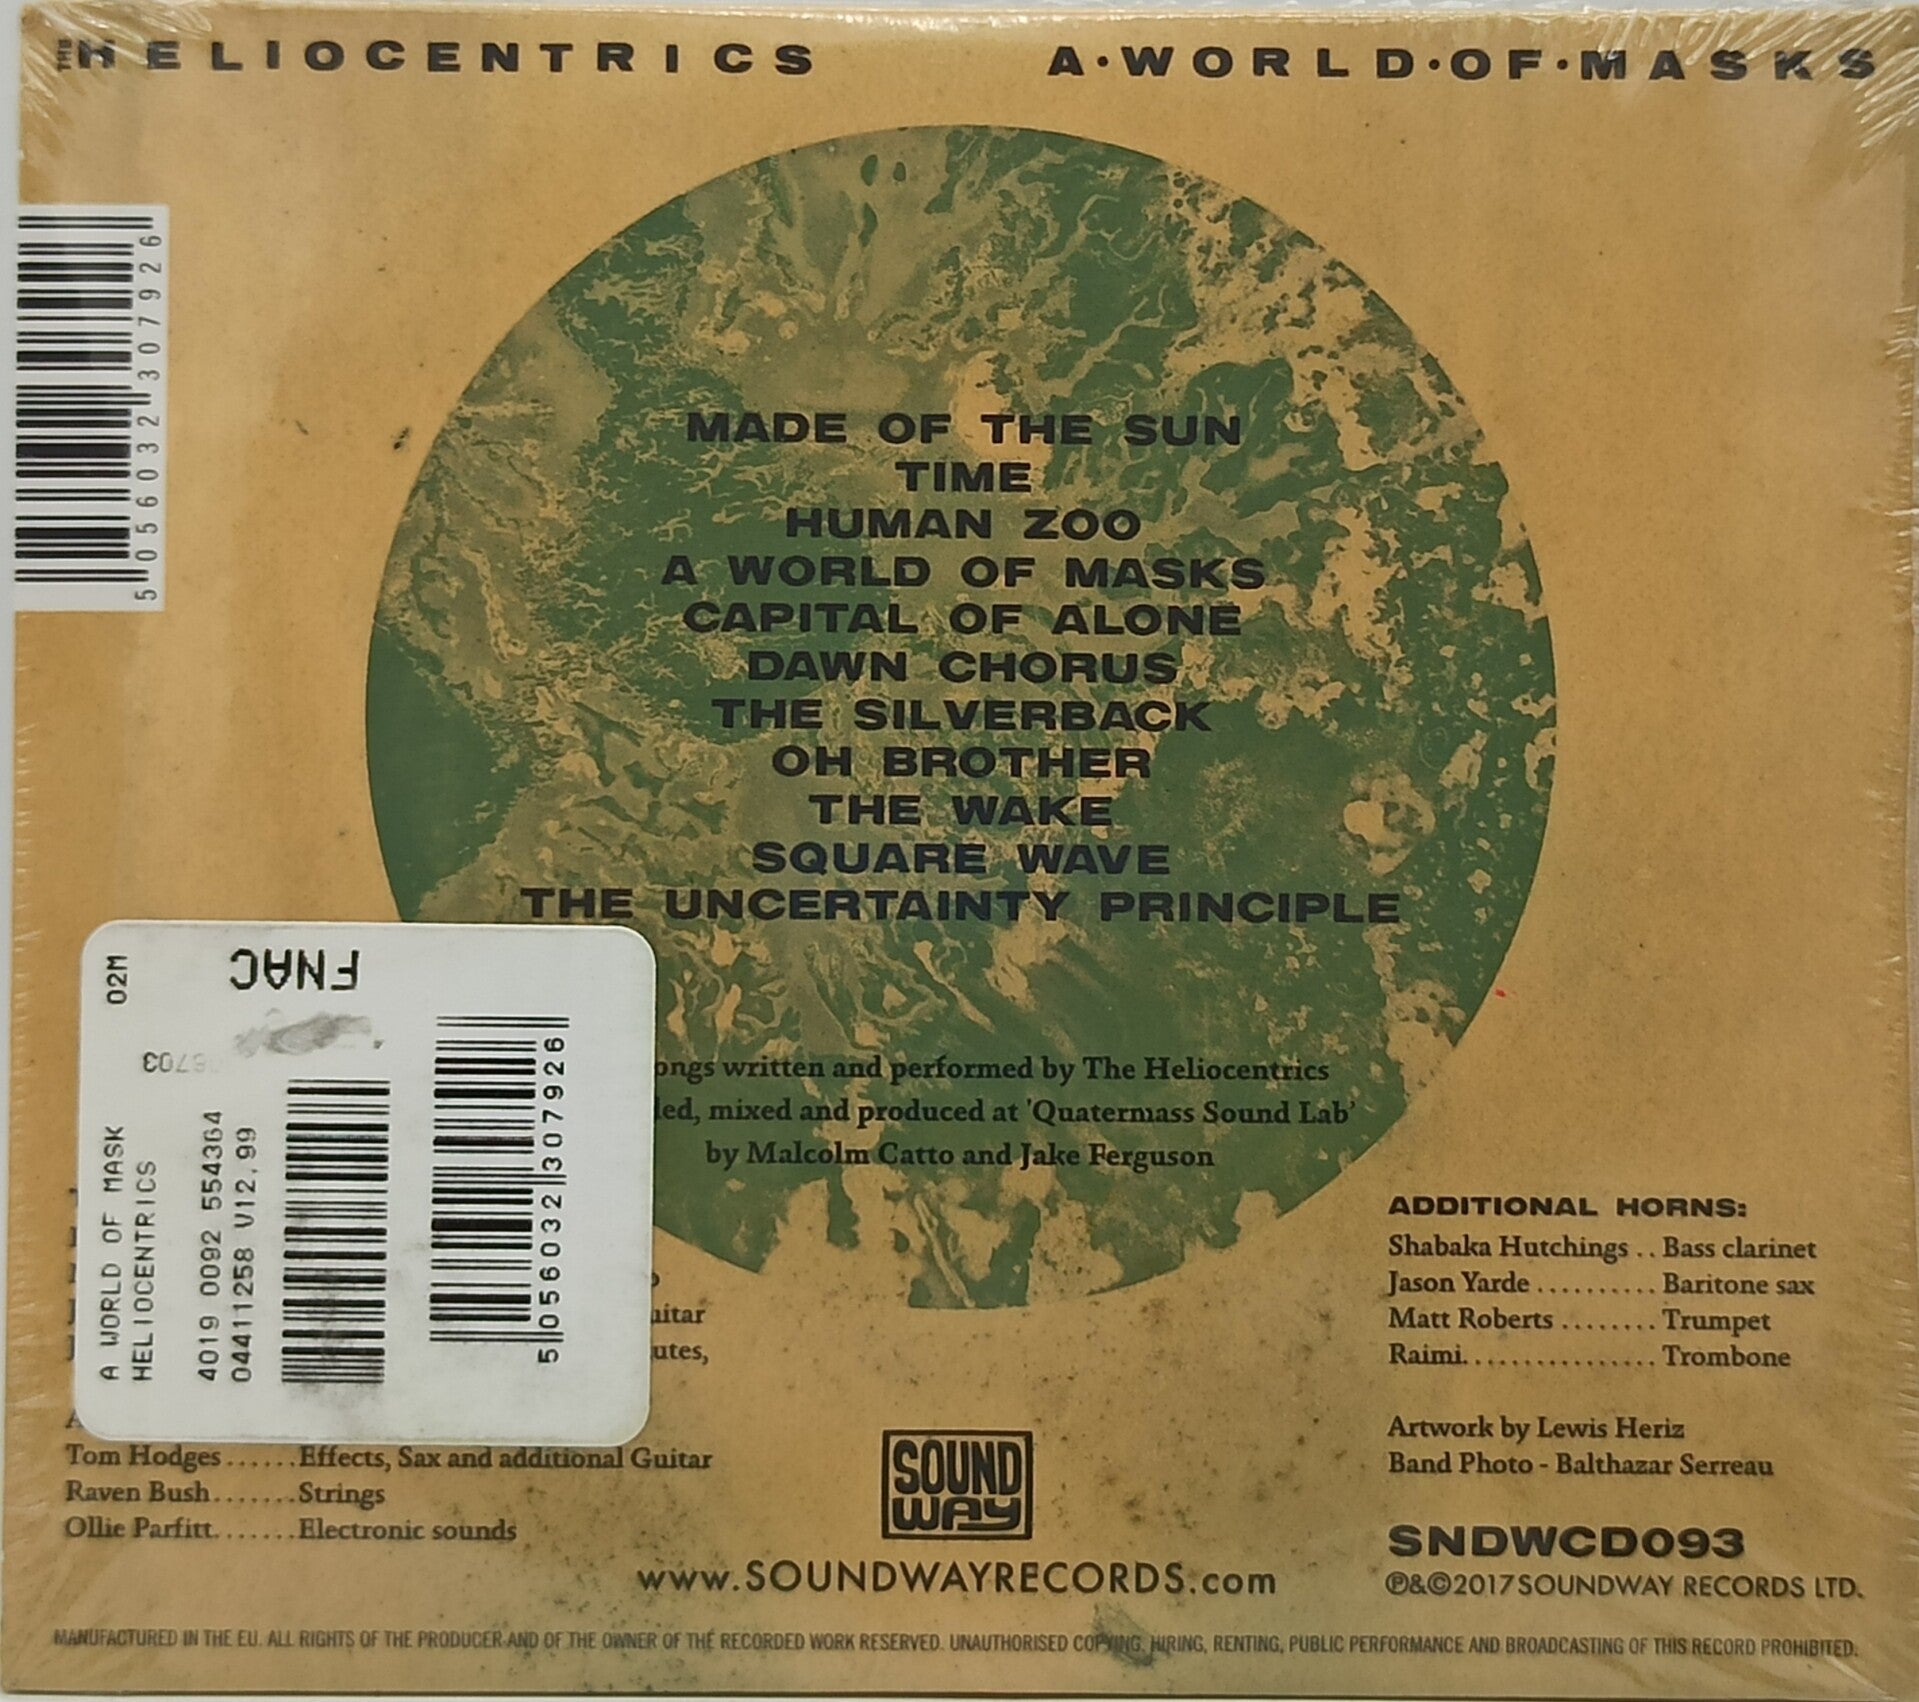 THE HELIOCENTRICS
A·WORLD·OF·MASKS
5 056032 307926
MADE OF THE SUN
TIME
HUMAN ZOO
A WORLD OF MASKS
CAPITAL OF ALONE
DAWN CHORUS
THE SILVERBACK
OH BROTHER
THE WAKE
SQUARE WAVE
THE UNCERTAINTY PRINCIPLE
written and performed by The Heliocentrics
mixed and produced at 'Quatermass Sound Lab'
by Malcolm Catto and Jake Ferguson
FNAC
02M
A WORLD OF MASK
HELIOCENTRICS
4019 0092 554364
044411258 V12.99
5 056032 307926
Tom Hodges ...... Effects, Sax and additional Guitar
Raven Bush ....... Strings
Ollie Parfitt ....... Electronic sounds
ADDITIONAL HORNS:
Shabaka Hutchings .. Bass clarinet
Jason Yarde .......... Baritone sax
Matt Roberts ........ Trumpet
Raimi ................ Trombone
Artwork by Lewis Heriz
Band Photo - Balthazar Serreau
SOUND
WAY
www.SOUNDWAYRECORDS.com
SNDWCD093
℗&©2017 SOUNDWAY RECORDS LTD.
MANUFACTURED IN THE EU. ALL RIGHTS OF THE PRODUCER AND OF THE OWNER OF THE RECORDED WORK RESERVED. UNAUTHORISED COPYING, HIRING, RENTING, PUBLIC PERFORMANCE AND BROADCASTING OF THIS RECORD PROHIBITED.